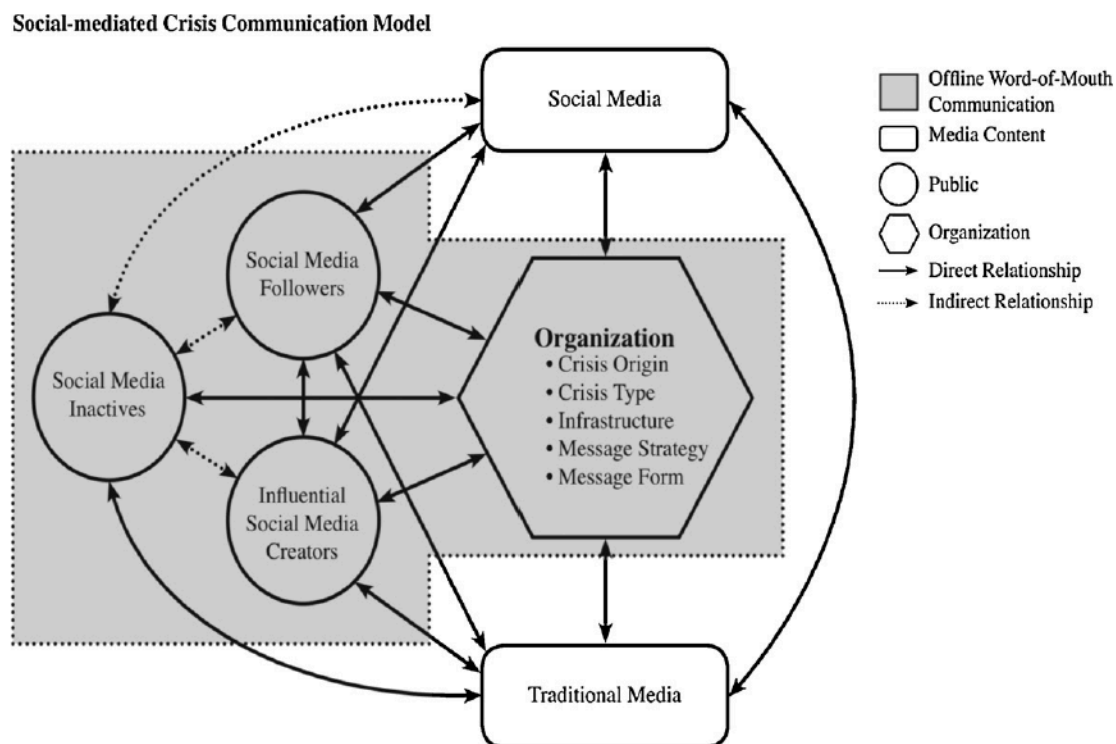 Social-mediated Crisis Communication Model
Social Media
Offline Word-of-Mouth
Communication
Media Content
Public
Organization
Direct Relationship
Indirect Relationship
Social Media
Followers
Social Media
Inactives
Influential
Social Media
Creators
Organization
• Crisis Origin
• Crisis Type
• Infrastructure
• Message Strategy
• Message Form
Traditional Media